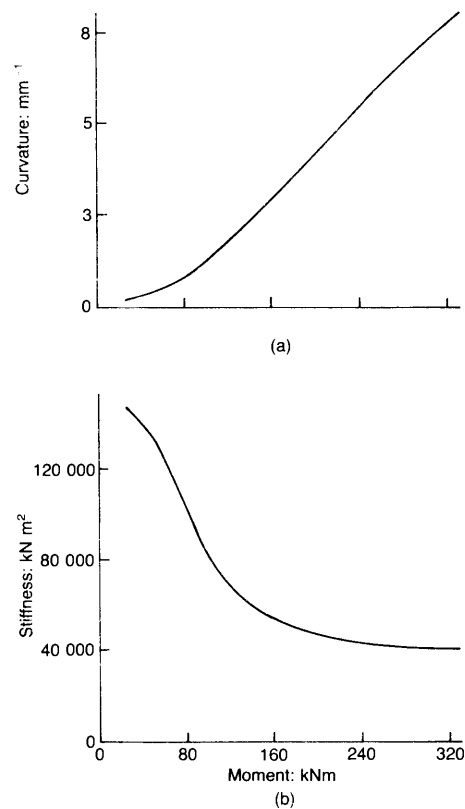 8
5
3
0
Curvature: mm⁻¹
(a)
120 000
80 000
40 000
0
Stiffness: kN m²
0 80 160 240 320
Moment: kNm
(b)